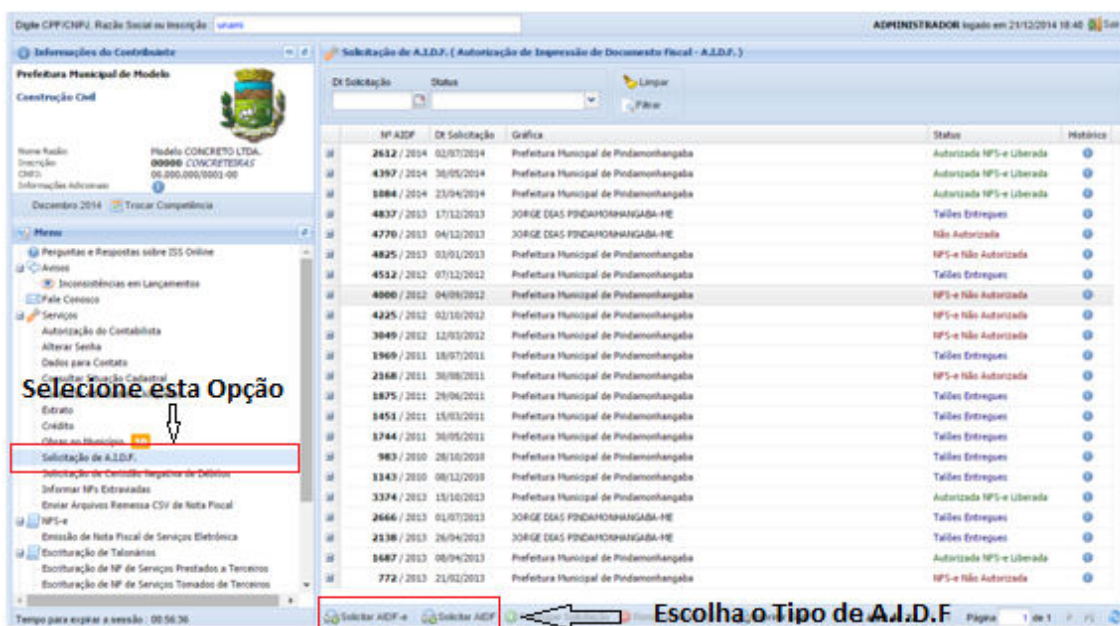 Digite CPF/CNPJ, Razão Social ou Inscrição : unami
ADMINISTRADOR logado em 21/12/2014 18:48 Sair
Informações do Contribuinte
Prefeitura Municipal de Modelo
Construção Civil
Nome Razão: Modelo CONCRETO LTDA.
Inscrição: 00000 CONCRETEIRAS
CNPJ: 00.000.000/0001-00
Informações Adicionais
Dezembro 2014 Trocar Competência
Menu
Perguntas e Respostas sobre ISS Online
Avisos
Inconsistências em Lançamentos
Fale Conosco
Serviços
Autorização do Contabilista
Alterar Senha
Dados para Contato
Consultar Situação Cadastral
Selecione esta Opção
Extrato
Crédito
Obras no Município
Solicitação de A.I.D.F.
Solicitação de Certidão Negativa de Débitos
Informar NFs Extraviadas
Enviar Arquivos Remessa CSV de Nota Fiscal
NFS-e
Emissão de Nota Fiscal de Serviços Eletrônica
Escrituração de Talonários
Escrituração de NF de Serviços Prestados a Terceiros
Escrituração de NF de Serviços Tomados de Terceiros
Tempo para expirar a sessão : 00:56:36
Solicitação de A.I.D.F. ( Autorização de Impressão de Documento Fiscal - A.I.D.F. )
Dt Solicitação Status Limpar
Filtrar
Nº AIDF Dt Solicitação Gráfica Status Histórico
2612 / 2014 02/07/2014 Prefeitura Municipal de Pindamonhangaba Autorizada NFS-e Liberada
4397 / 2014 30/05/2014 Prefeitura Municipal de Pindamonhangaba Autorizada NFS-e Liberada
1084 / 2014 23/04/2014 Prefeitura Municipal de Pindamonhangaba Autorizada NFS-e Liberada
4837 / 2013 17/12/2013 JORGE DIAS PINDAMONHANGABA-ME Talões Entregues
4770 / 2013 04/12/2013 JORGE DIAS PINDAMONHANGABA-ME Não Autorizada
4825 / 2013 03/01/2013 Prefeitura Municipal de Pindamonhangaba NFS-e Não Autorizada
4512 / 2012 07/12/2012 Prefeitura Municipal de Pindamonhangaba Talões Entregues
4000 / 2012 04/09/2012 Prefeitura Municipal de Pindamonhangaba NFS-e Não Autorizada
4225 / 2012 02/10/2012 Prefeitura Municipal de Pindamonhangaba NFS-e Não Autorizada
3049 / 2012 12/03/2012 Prefeitura Municipal de Pindamonhangaba NFS-e Não Autorizada
1969 / 2011 18/07/2011 Prefeitura Municipal de Pindamonhangaba Talões Entregues
2168 / 2011 30/08/2011 Prefeitura Municipal de Pindamonhangaba NFS-e Não Autorizada
1875 / 2011 29/06/2011 Prefeitura Municipal de Pindamonhangaba Talões Entregues
1451 / 2011 15/03/2011 Prefeitura Municipal de Pindamonhangaba Talões Entregues
1744 / 2011 30/05/2011 Prefeitura Municipal de Pindamonhangaba Talões Entregues
983 / 2010 28/10/2010 Prefeitura Municipal de Pindamonhangaba Talões Entregues
1143 / 2010 08/12/2010 Prefeitura Municipal de Pindamonhangaba Talões Entregues
3374 / 2013 15/10/2013 Prefeitura Municipal de Pindamonhangaba Autorizada NFS-e Liberada
2666 / 2013 01/07/2013 JORGE DIAS PINDAMONHANGABA-ME Talões Entregues
2138 / 2013 26/04/2013 JORGE DIAS PINDAMONHANGABA-ME Talões Entregues
1687 / 2013 08/04/2013 Prefeitura Municipal de Pindamonhangaba Autorizada NFS-e Liberada
772 / 2013 21/02/2013 Prefeitura Municipal de Pindamonhangaba NFS-e Não Autorizada
Solicitar AIDF-e Solicitar AIDF Escolha o Tipo de A.I.D.F Página 1 de 1